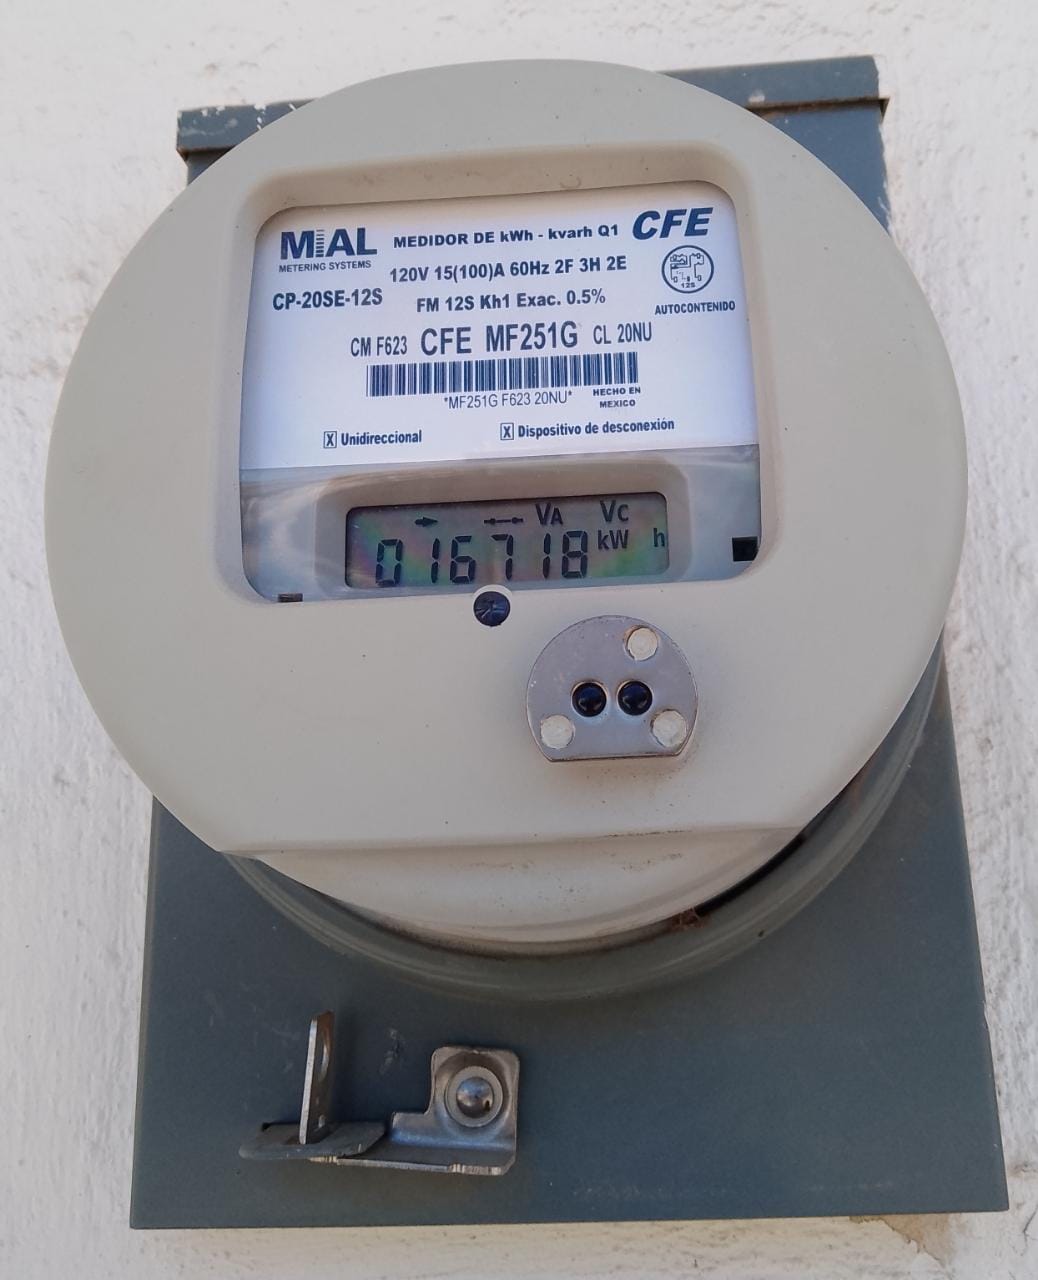 MIAL
METERING SYSTEMS
MEDIDOR DE kWh - kvarh Q1
CFE
120V 15(100)A 60Hz 2F 3H 2E
12S
CP-20SE-12S
FM 12S Kh1 Exac. 0.5%
AUTOCONTENIDO
CM F623 CFE MF251G CL 20NU
*MF251G F623 20NU*
HECHO EN
MEXICO
X Unidireccional
X Dispositivo de desconexión
VA VC
016718 kW h